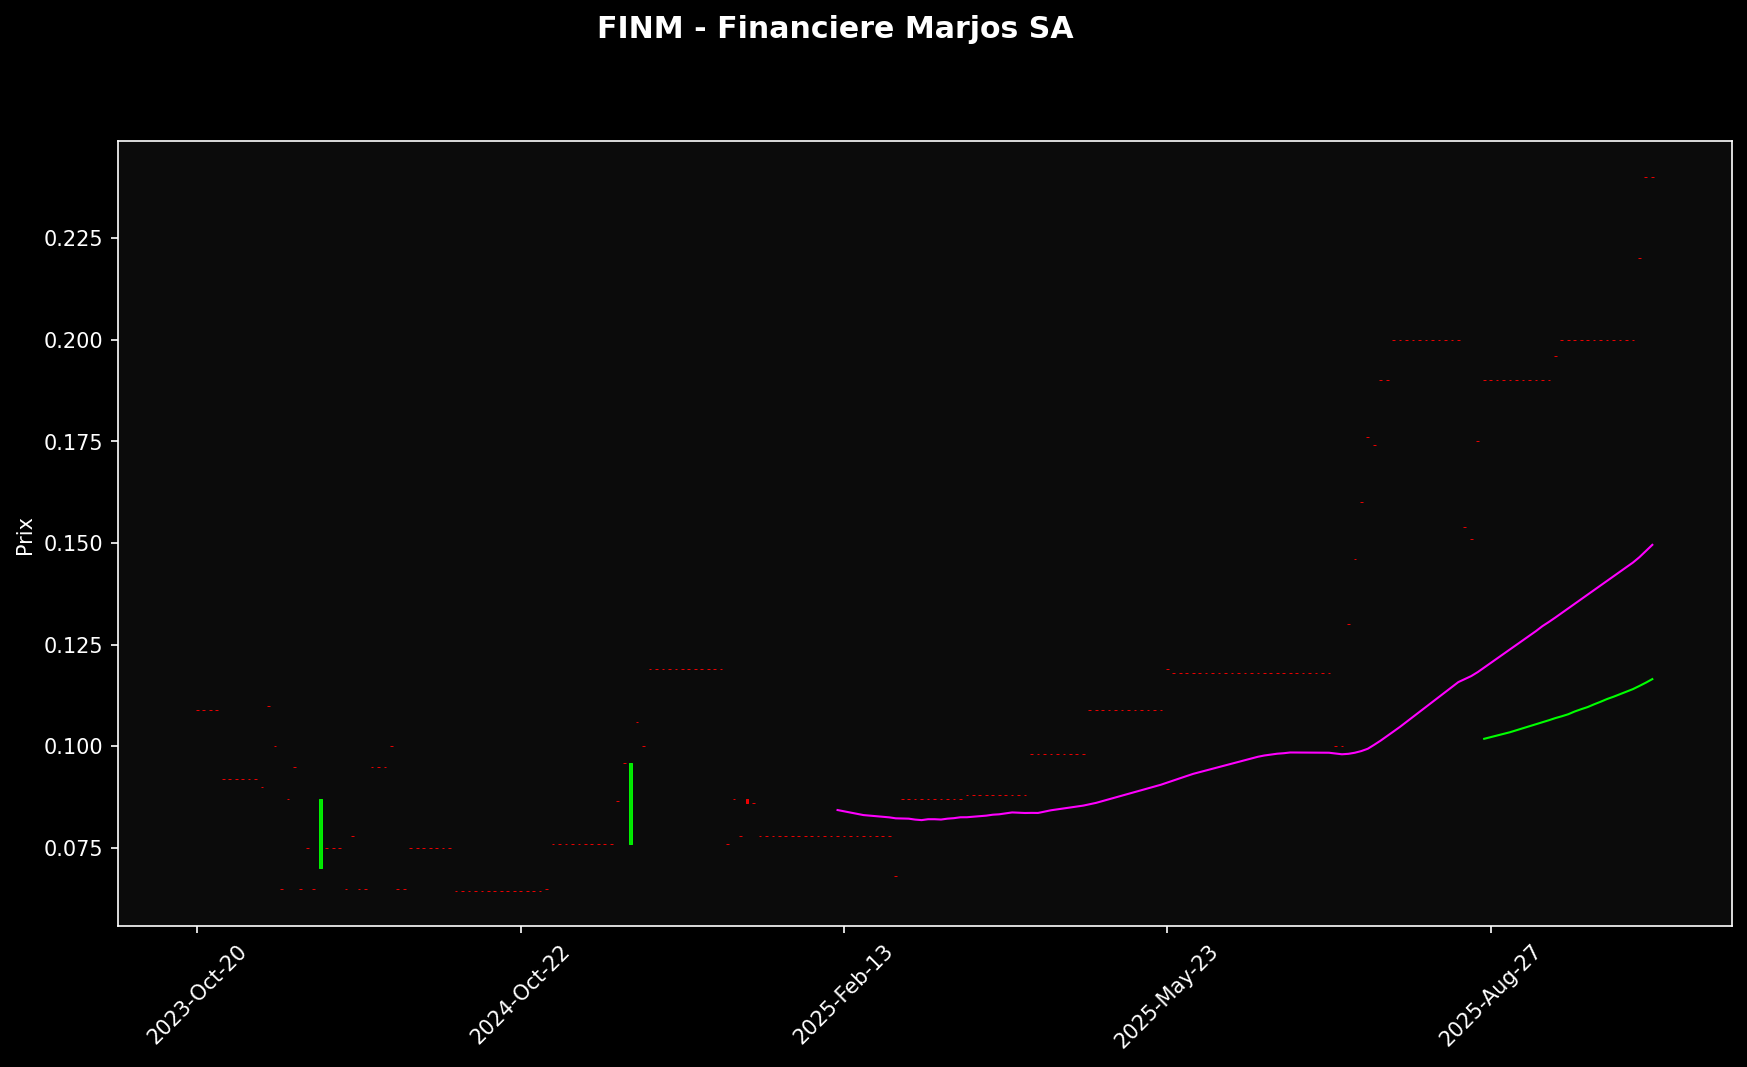 FINM - Financiere Marjos SA
Prix
0.225
0.200
0.175
0.150
0.125
0.100
0.075
2023-Oct-20
2024-Oct-22
2025-Feb-13
2025-May-23
2025-Aug-27